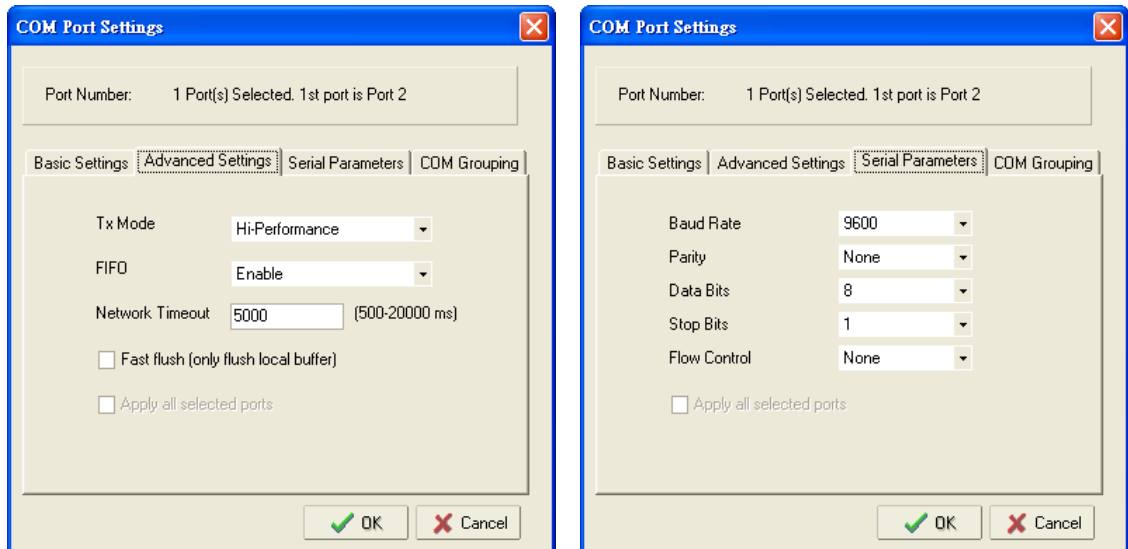 COM Port Settings
Port Number: 1 Port(s) Selected. 1st port is Port 2
Basic Settings Advanced Settings Serial Parameters COM Grouping
Tx Mode Hi-Performance
FIFO Enable
Network Timeout 5000 (500-20000 ms)
Fast flush (only flush local buffer)
Apply all selected ports
OK Cancel
COM Port Settings
Port Number: 1 Port(s) Selected. 1st port is Port 2
Basic Settings Advanced Settings Serial Parameters COM Grouping
Baud Rate 9600
Parity None
Data Bits 8
Stop Bits 1
Flow Control None
Apply all selected ports
OK Cancel